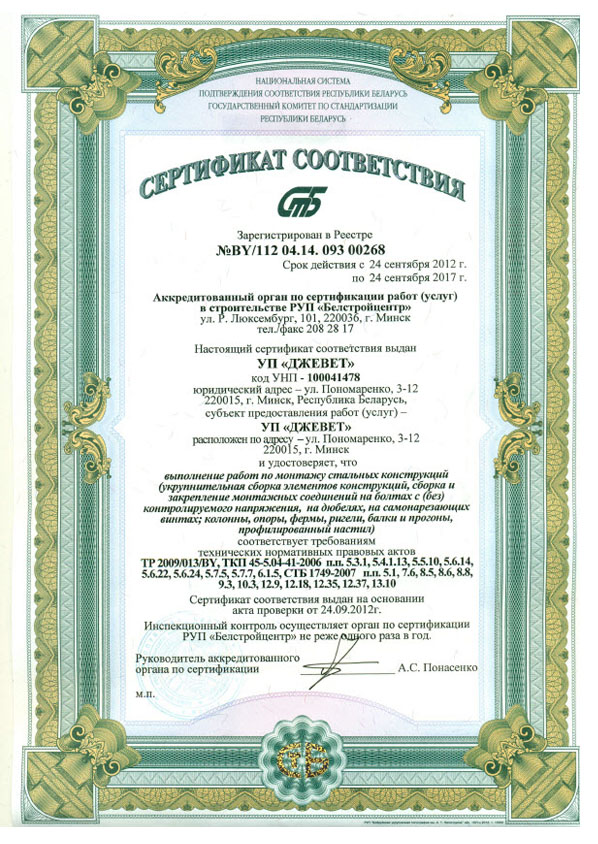 НАЦИОНАЛЬНАЯ СИСТЕМА
ПОДТВЕРЖДЕНИЯ СООТВЕТСТВИЯ РЕСПУБЛИКИ БЕЛАРУСЬ
ГОСУДАРСТВЕННЫЙ КОМИТЕТ ПО СТАНДАРТИЗАЦИИ
РЕСПУБЛИКИ БЕЛАРУСЬ
СЕРТИФИКАТ СООТВЕТСТВИЯ
СТБ
Зарегистрирован в Реестре
№BY/112 04.14. 093 00268
Срок действия с 24 сентября 2012 г.
по 24 сентября 2017 г.
Аккредитованный орган по сертификации работ (услуг)
в строительстве РУП «Белстройцентр»
ул. Р. Люксембург, 101, 220036, г. Минск
тел./факс 208 28 17
Настоящий сертификат соответствия выдан
УП «ДЖЕВЕТ»
код УНП - 100041478
юридический адрес – ул. Пономаренко, 3-12
220015, г. Минск, Республика Беларусь,
субъект предоставления работ (услуг) –
УП «ДЖЕВЕТ»
расположен по адресу – ул. Пономаренко, 3-12
220015, г. Минск
и удостоверяет, что
выполнение работ по монтажу стальных конструкций
(укрупнительная сборка элементов конструкций, сборка и
закрепление монтажных соединений на болтах с (без)
контролируемого напряжения, на дюбелях, на самонарезающих
винтах; колонны, опоры, фермы, ригели, балки и прогоны,
профилированный настил)
соответствует требованиям
технических нормативных правовых актов
ТР 2009/013/BY, ТКП 45-5.04-41-2006 п.п. 5.3.1, 5.4.1.13, 5.5.10, 5.6.14,
5.6.22, 5.6.24, 5.7.5, 5.7.7, 6.1.5, СТБ 1749-2007 п.п. 5.1, 7.6, 8.5, 8.6, 8.8,
9.3, 10.3, 12.9, 12.18, 12.35, 12.37, 13.10
Сертификат соответствия выдан на основании
акта проверки от 24.09.2012г.
Инспекционный контроль осуществляет орган по сертификации
РУП «Белстройцентр» не реже одного раза в год.
Руководитель аккредитованного
органа по сертификации
А.С. Понасенко
м.п.
СБ